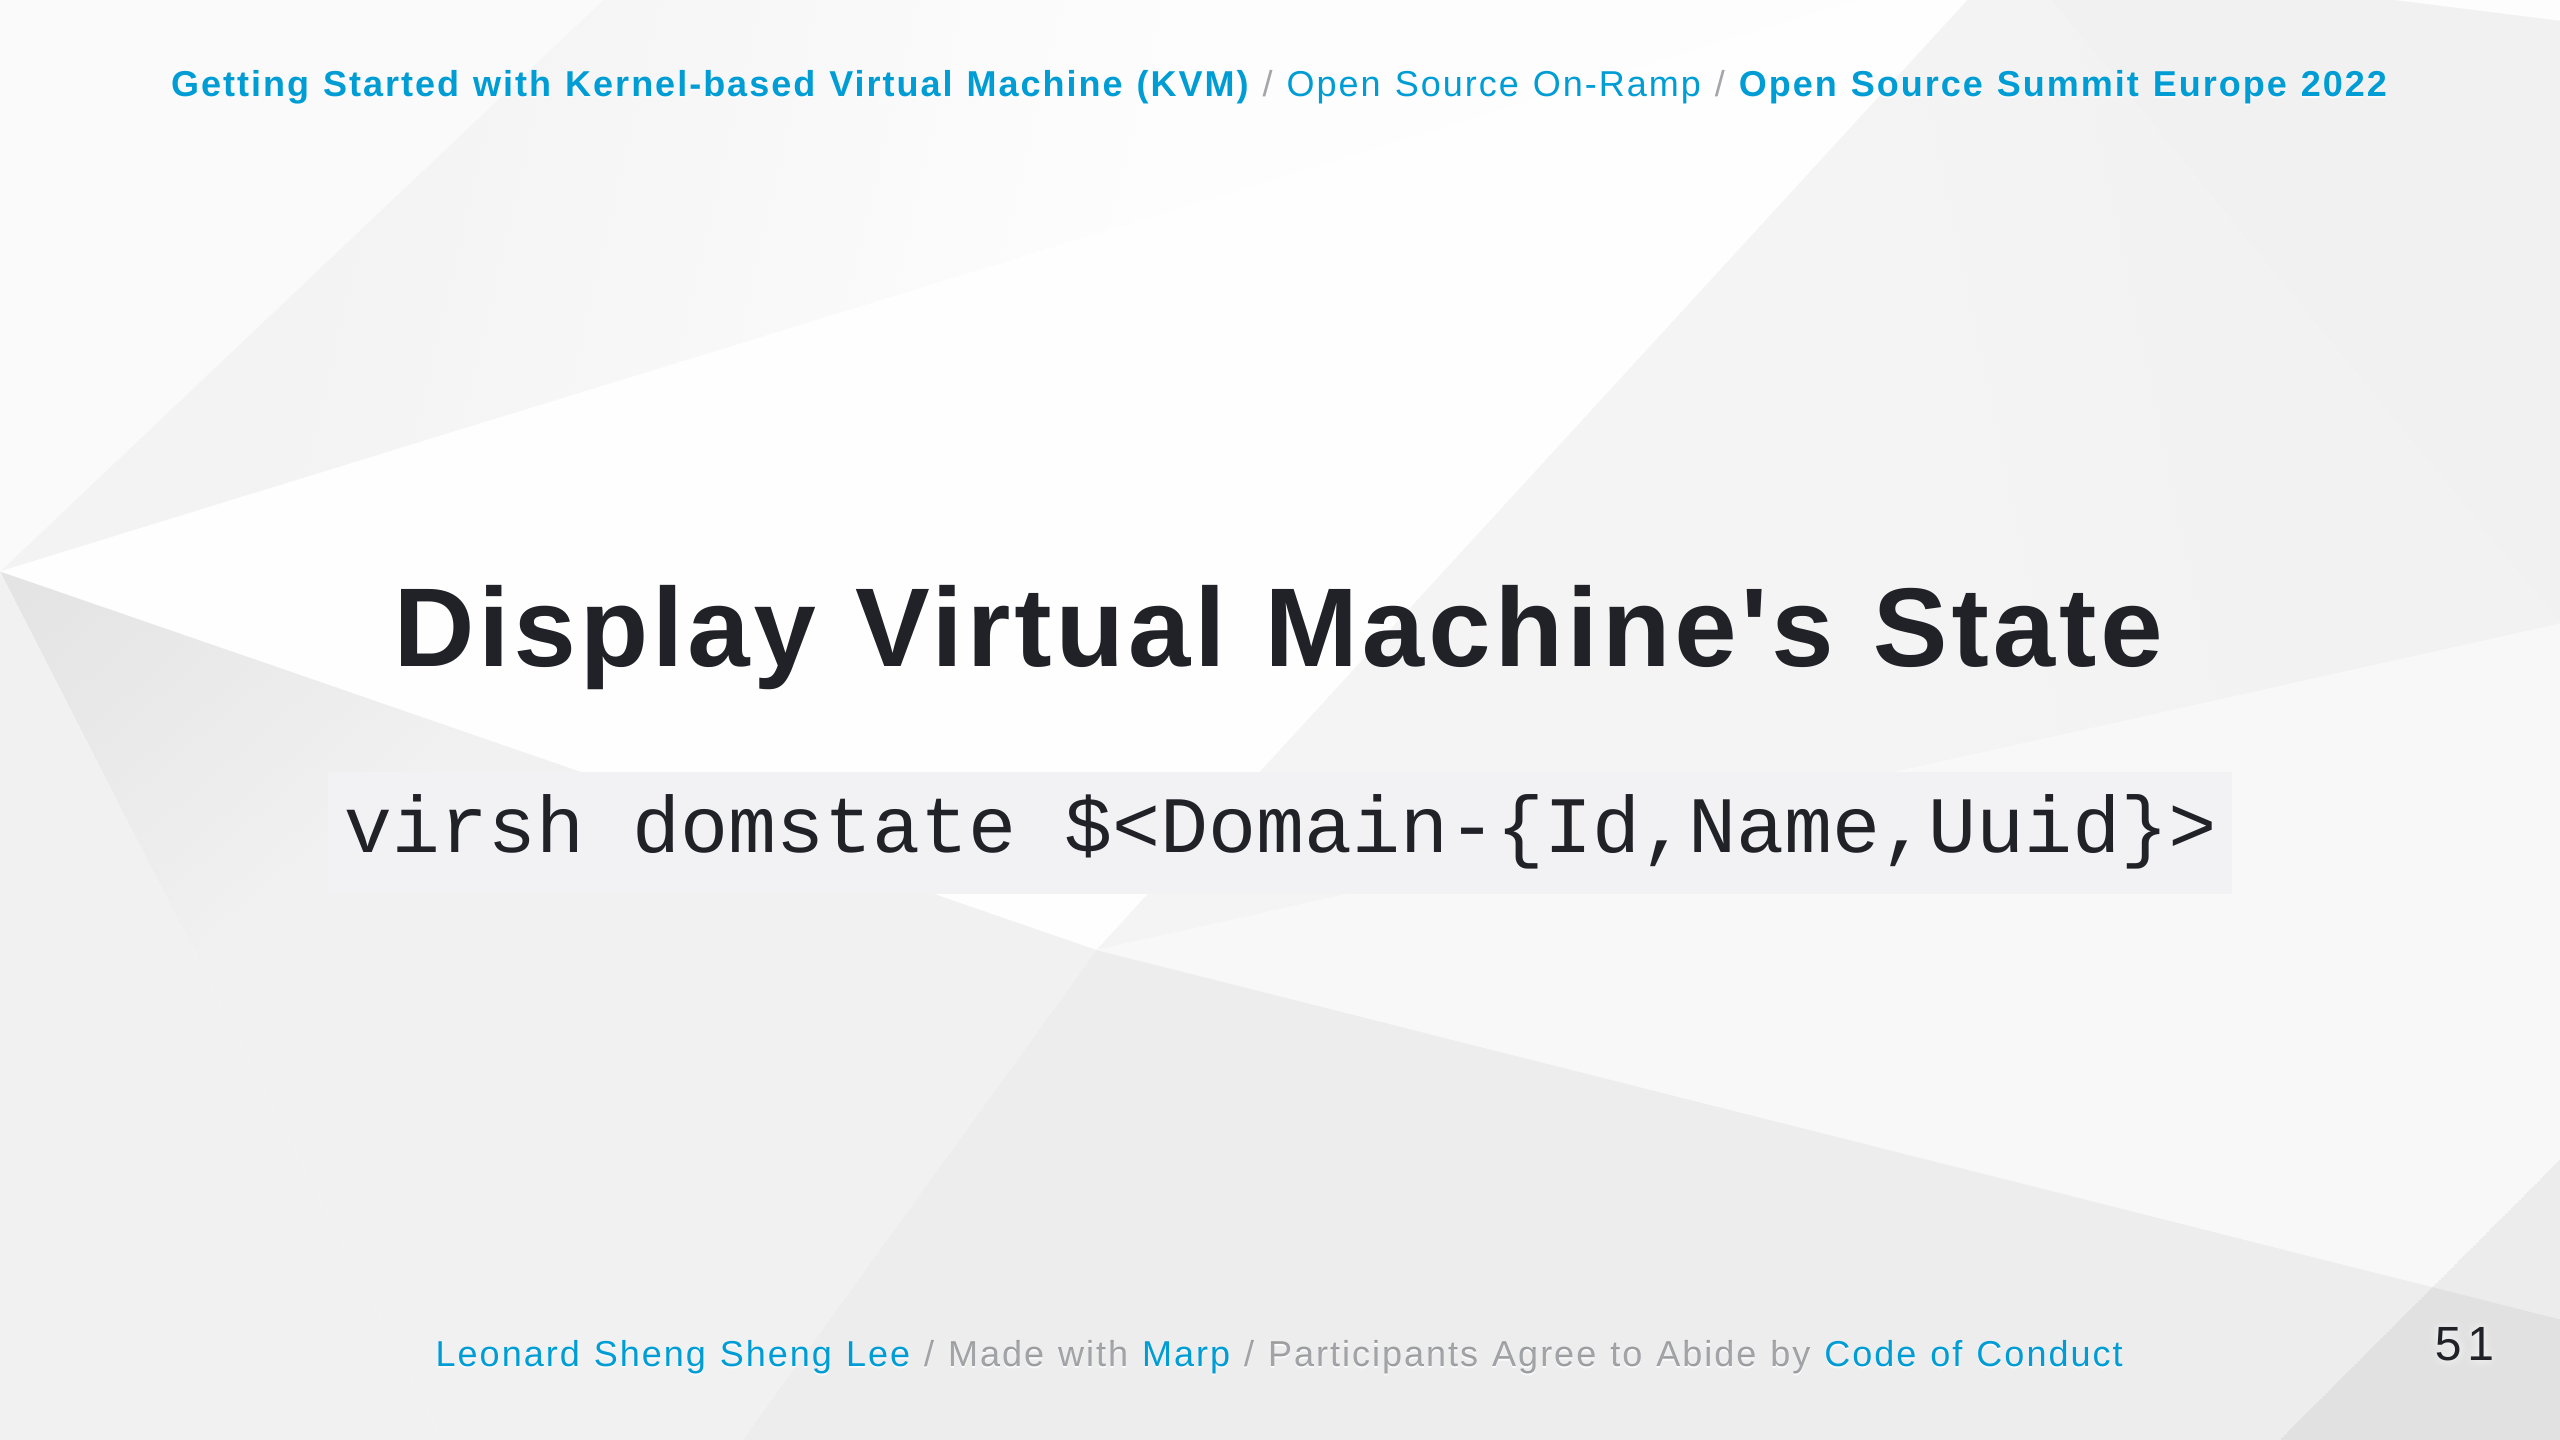 Getting Started with Kernel-based Virtual Machine (KVM) / Open Source On-Ramp / Open Source Summit Europe 2022
Display Virtual Machine's State
virsh domstate $<Domain-{Id,Name,Uuid}>
Leonard Sheng Sheng Lee / Made with Marp / Participants Agree to Abide by Code of Conduct
51